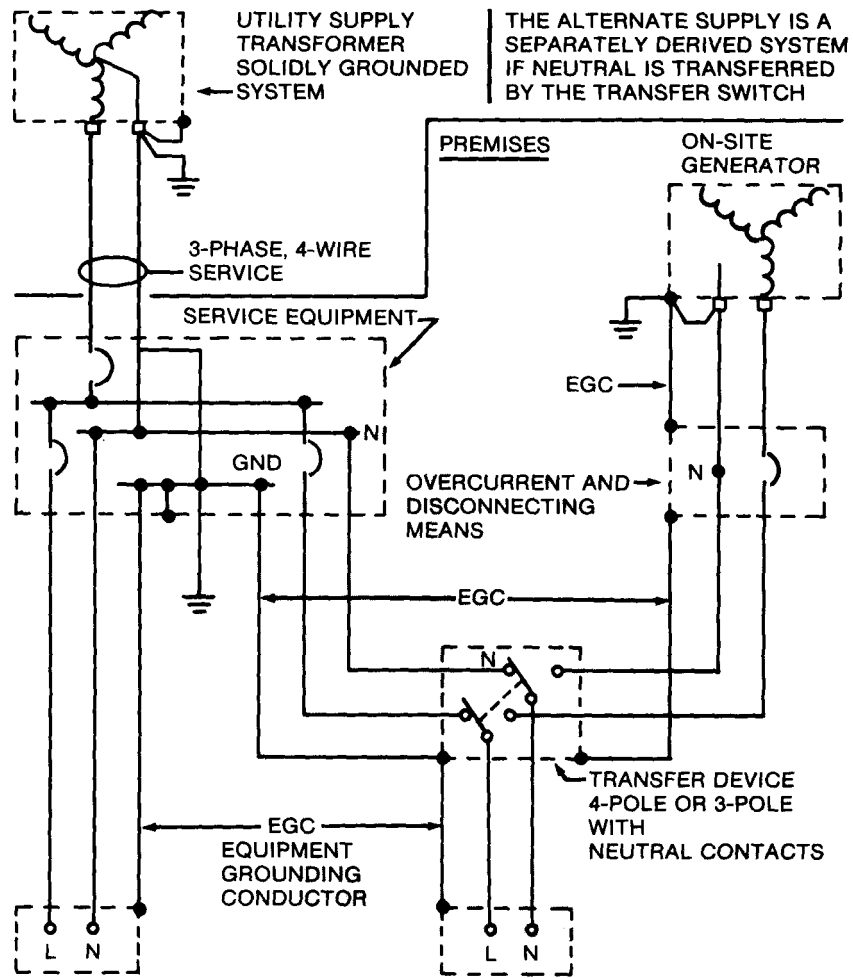 UTILITY SUPPLY
TRANSFORMER
SOLIDLY GROUNDED
SYSTEM
THE ALTERNATE SUPPLY IS A
SEPARATELY DERIVED SYSTEM
IF NEUTRAL IS TRANSFERRED
BY THE TRANSFER SWITCH
PREMISES
ON-SITE
GENERATOR
3-PHASE, 4-WIRE
SERVICE
SERVICE EQUIPMENT
EGC
N
GND
N
OVERCURRENT AND
DISCONNECTING
MEANS
EGC
N
TRANSFER DEVICE
4-POLE OR 3-POLE
WITH
NEUTRAL CONTACTS
EGC
EQUIPMENT
GROUNDING
CONDUCTOR
L N
L N